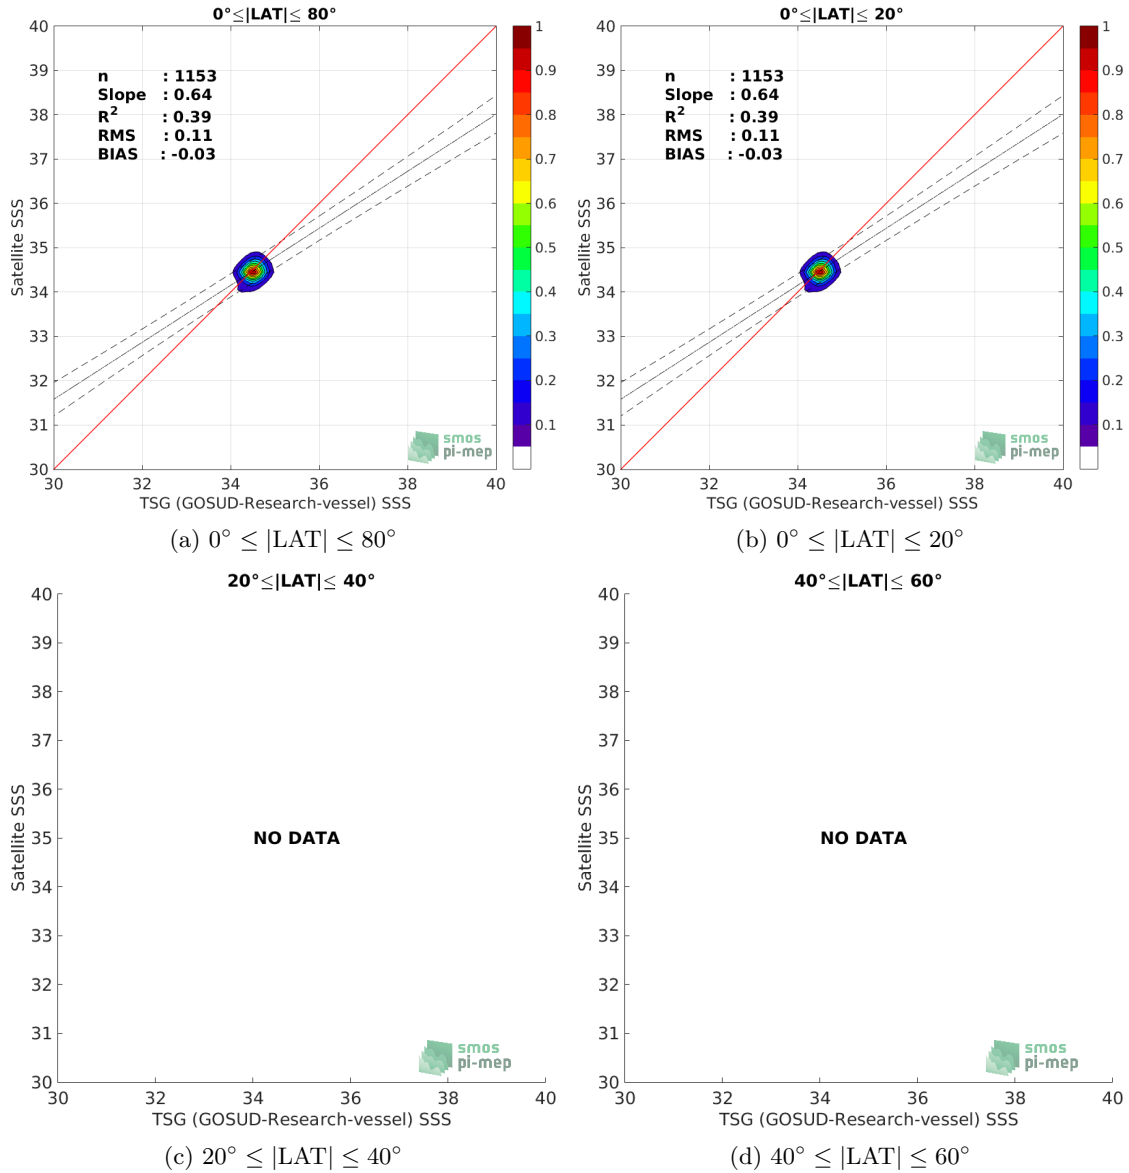 0°≤|LAT|≤ 80°
40
39
38
37
36
35
34
33
32
31
30
Satellite SSS
n : 1153
Slope : 0.64
R² : 0.39
RMS : 0.11
BIAS : -0.03
smos
pi-mep
30 32 34 36 38 40
TSG (GOSUD-Research-vessel) SSS
1
0.9
0.8
0.7
0.6
0.5
0.4
0.3
0.2
0.1
(a) 0° ≤ |LAT| ≤ 80°
0°≤|LAT|≤ 20°
40
39
38
37
36
35
34
33
32
31
30
Satellite SSS
n : 1153
Slope : 0.64
R² : 0.39
RMS : 0.11
BIAS : -0.03
smos
pi-mep
30 32 34 36 38 40
TSG (GOSUD-Research-vessel) SSS
1
0.9
0.8
0.7
0.6
0.5
0.4
0.3
0.2
0.1
(b) 0° ≤ |LAT| ≤ 20°
20°≤|LAT|≤ 40°
40
39
38
37
36
35
34
33
32
31
30
Satellite SSS
NO DATA
smos
pi-mep
30 32 34 36 38 40
TSG (GOSUD-Research-vessel) SSS
(c) 20° ≤ |LAT| ≤ 40°
40°≤|LAT|≤ 60°
40
39
38
37
36
35
34
33
32
31
30
Satellite SSS
NO DATA
smos
pi-mep
30 32 34 36 38 40
TSG (GOSUD-Research-vessel) SSS
(d) 40° ≤ |LAT| ≤ 60°